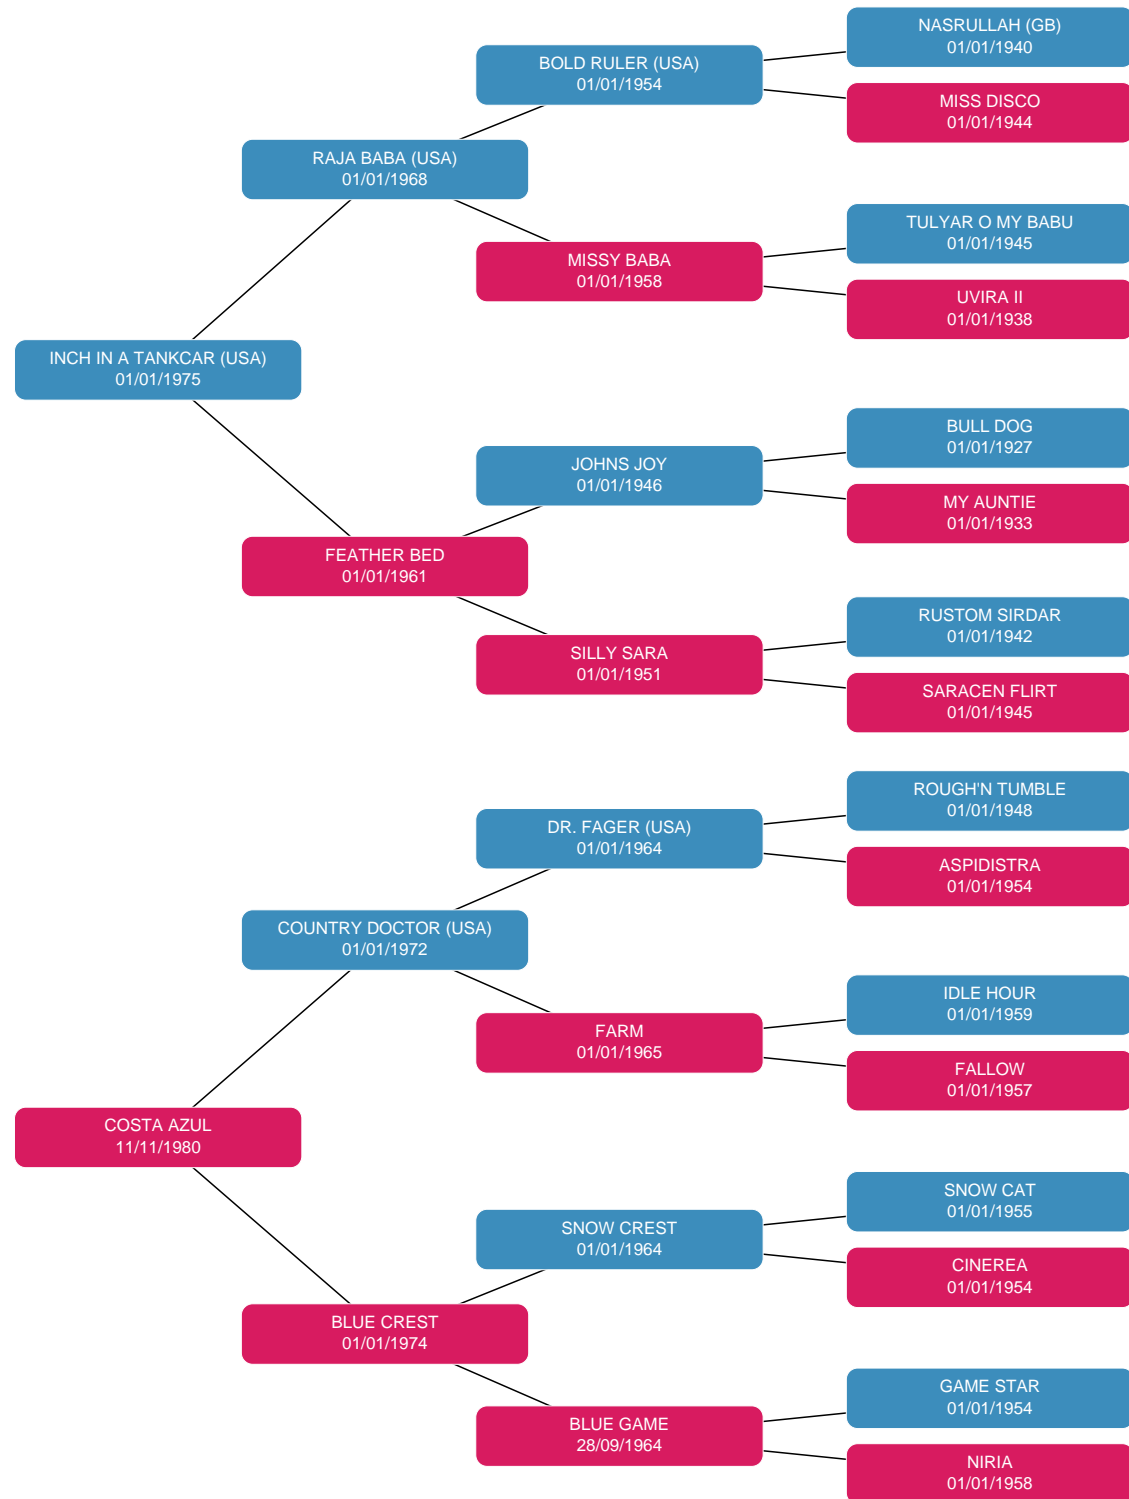 NASRULLAH (GB)
01/01/1940
BOLD RULER (USA)
01/01/1954
MISS DISCO
01/01/1944
RAJA BABA (USA)
01/01/1968
TULYAR O MY BABU
01/01/1945
MISSY BABA
01/01/1958
UVIRA II
01/01/1938
INCH IN A TANKCAR (USA)
01/01/1975
BULL DOG
01/01/1927
JOHNS JOY
01/01/1946
MY AUNTIE
01/01/1933
FEATHER BED
01/01/1961
RUSTOM SIRDAR
01/01/1942
SILLY SARA
01/01/1951
SARACEN FLIRT
01/01/1945
ROUGH'N TUMBLE
01/01/1948
DR. FAGER (USA)
01/01/1964
ASPIDISTRA
01/01/1954
COUNTRY DOCTOR (USA)
01/01/1972
IDLE HOUR
01/01/1959
FARM
01/01/1965
FALLOW
01/01/1957
COSTA AZUL
11/11/1980
SNOW CAT
01/01/1955
SNOW CREST
01/01/1964
CINEREA
01/01/1954
BLUE CREST
01/01/1974
GAME STAR
01/01/1954
BLUE GAME
28/09/1964
NIRIA
01/01/1958